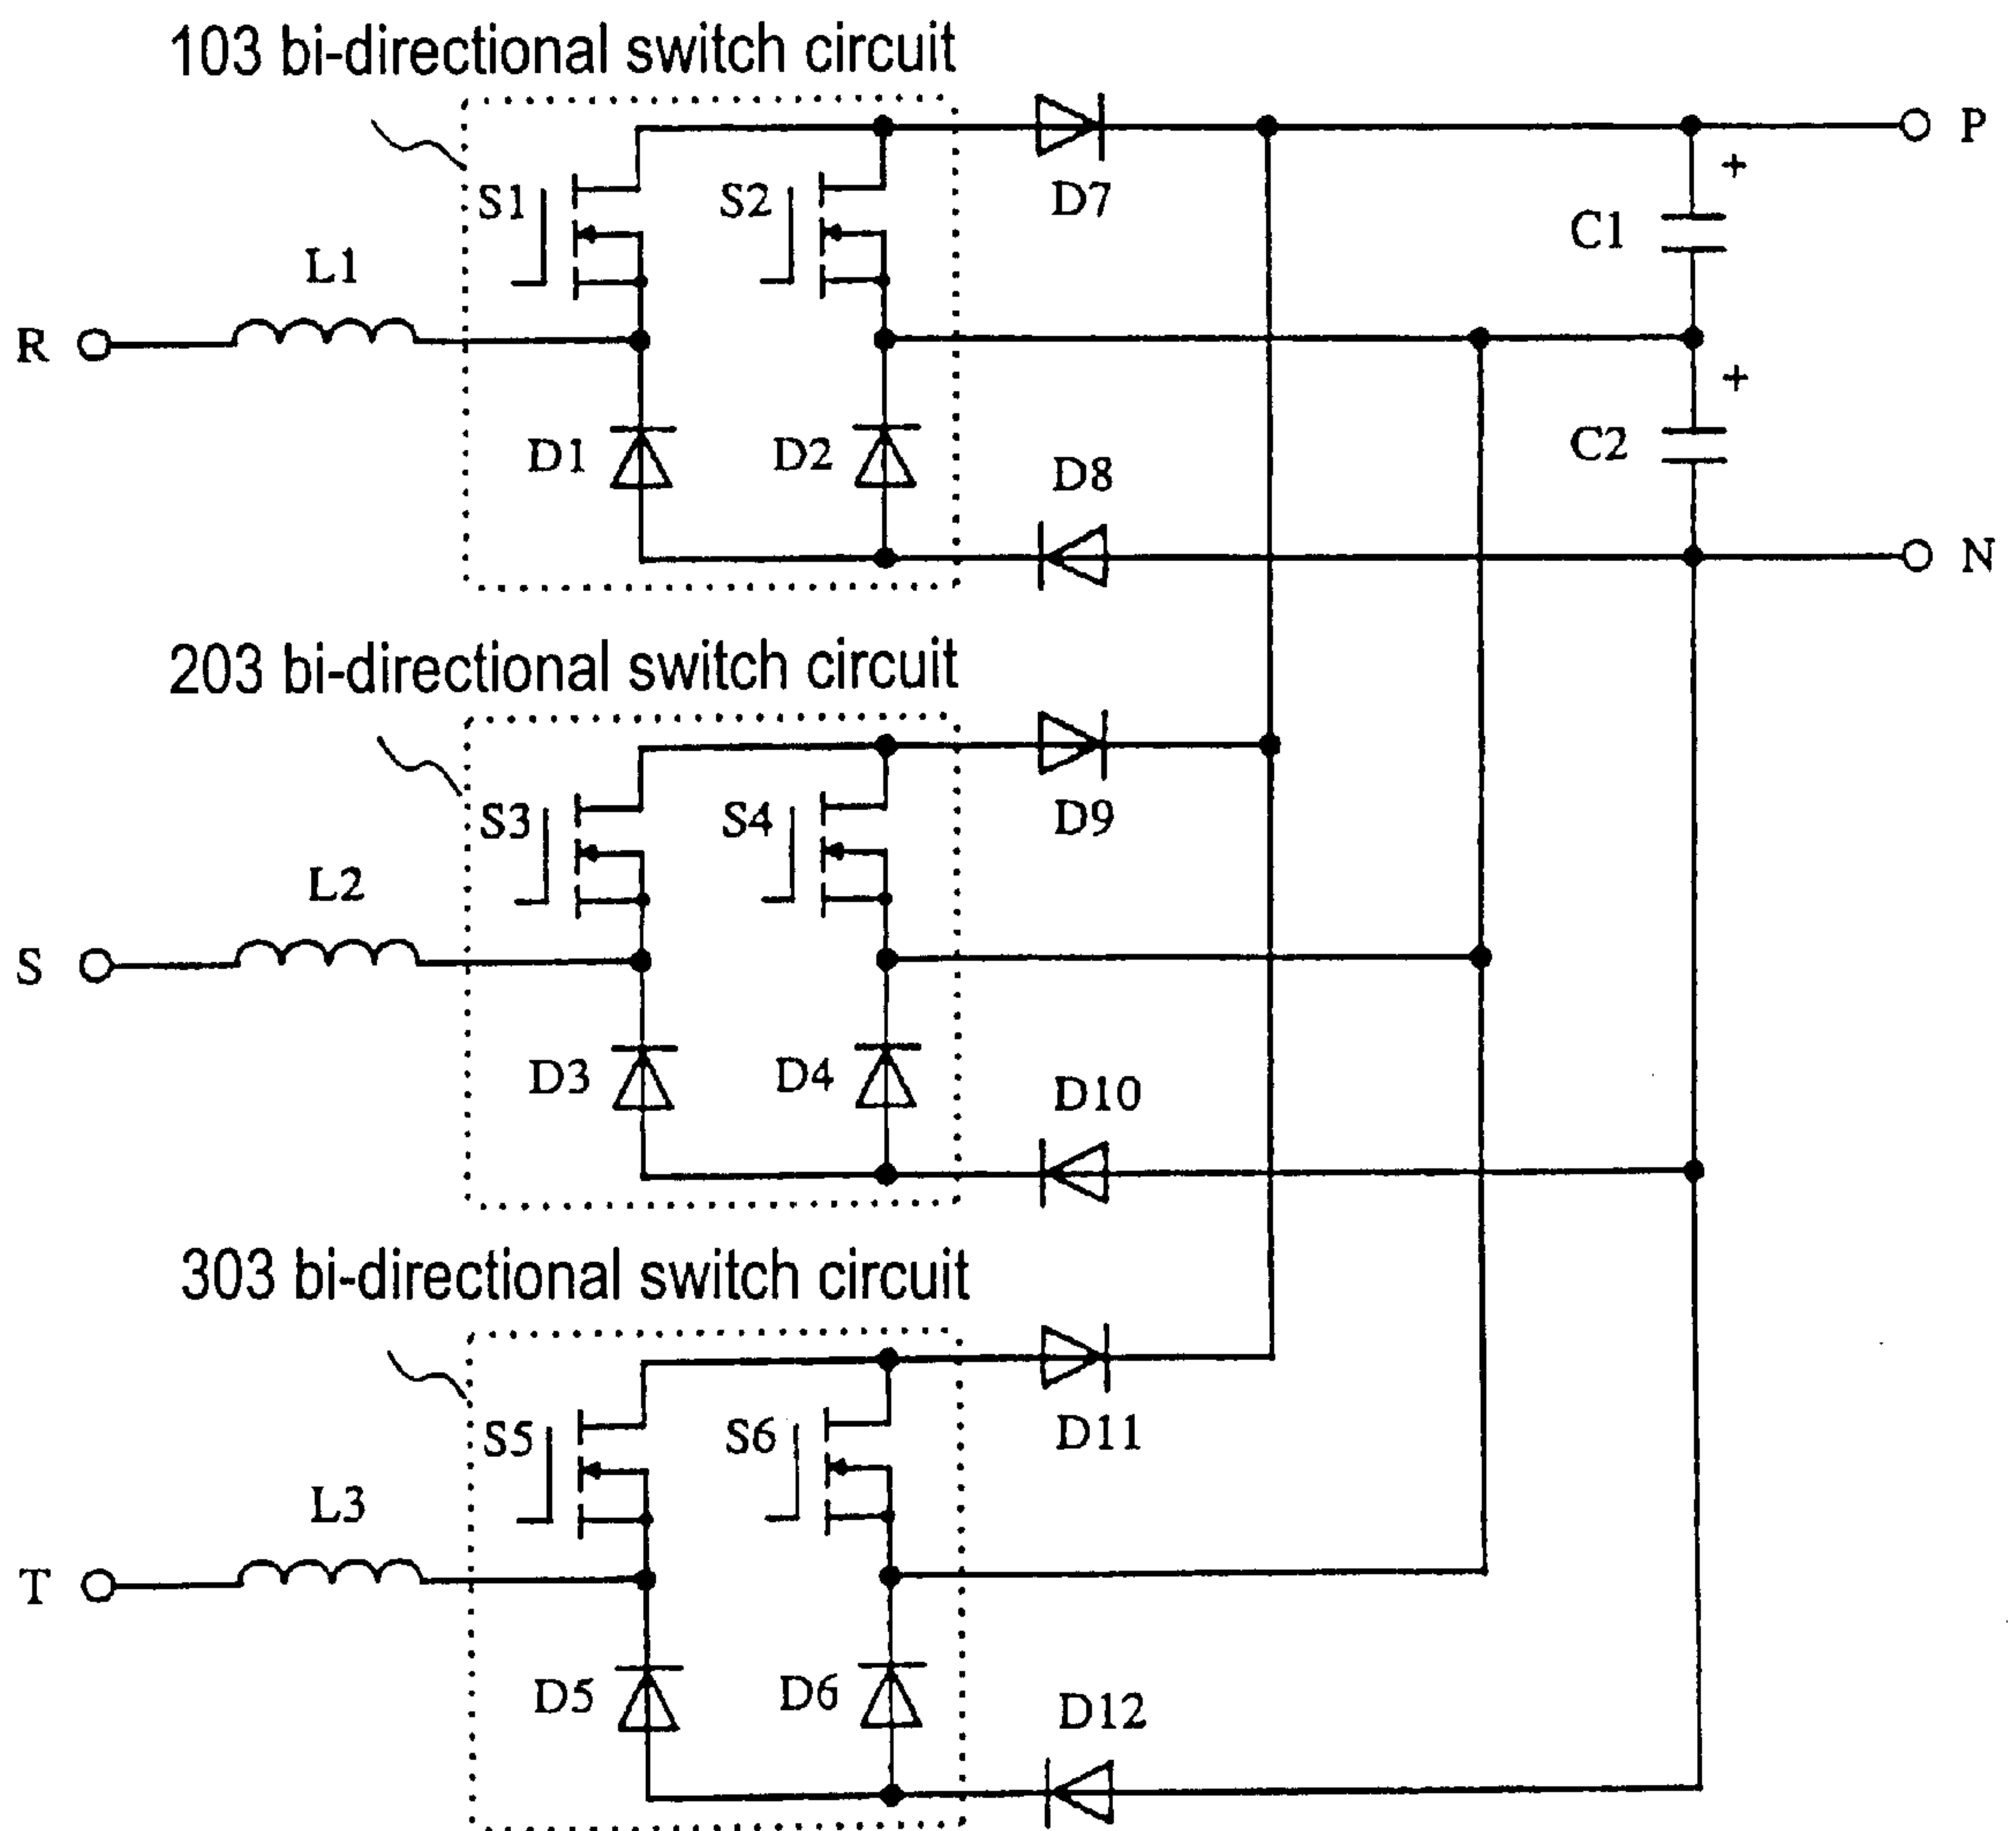 103 bi-directional switch circuit
P
+
S1
S2
D7
C1
L1
R
+
D1
D2
C2
D8
N
203 bi-directional switch circuit
S3
S4
D9
L2
S
D3
D4
D10
303 bi-directional switch circuit
S5
S6
D11
L3
T
D5
D6
D12